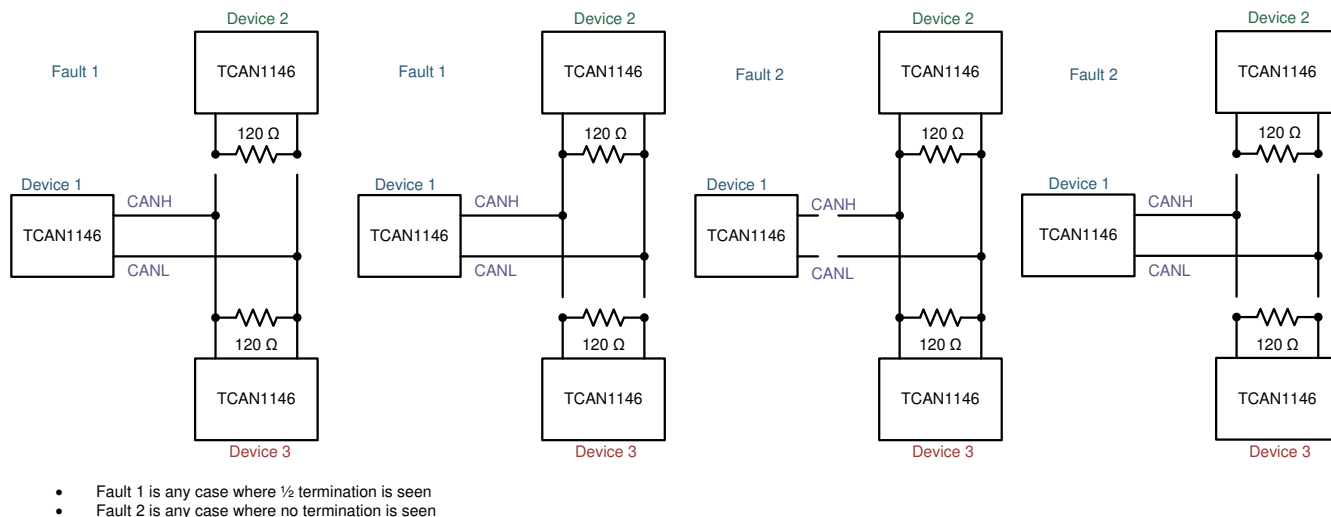 Device 2
Fault 1
TCAN1146
120 Ω
Device 1
CANH
TCAN1146
CANL
120 Ω
TCAN1146
Device 3
Device 2
Fault 1
TCAN1146
120 Ω
Device 1
CANH
TCAN1146
CANL
120 Ω
TCAN1146
Device 3
Device 2
Fault 2
TCAN1146
120 Ω
Device 1
CANH
TCAN1146
CANL
120 Ω
TCAN1146
Device 3
Device 2
Fault 2
TCAN1146
120 Ω
Device 1
CANH
TCAN1146
CANL
120 Ω
TCAN1146
Device 3
• Fault 1 is any case where ½ termination is seen
• Fault 2 is any case where no termination is seen